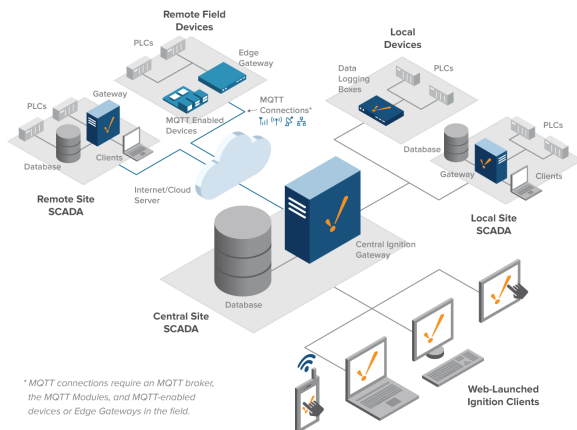 Remote Field
Devices
PLCs
Edge
Gateway
MQTT Enabled
Devices
MQTT
Connections*
Local
Devices
Data
Logging
Boxes
PLCs
PLCs
Gateway
Database
Clients
Remote Site
SCADA
Internet/Cloud
Server
Database
PLCs
Gateway
Clients
Local Site
SCADA
Central Ignition
Gateway
Database
Central Site
SCADA
Web-Launched
Ignition Clients
* MQTT connections require an MQTT broker,
the MQTT Modules, and MQTT-enabled
devices or Edge Gateways in the field.